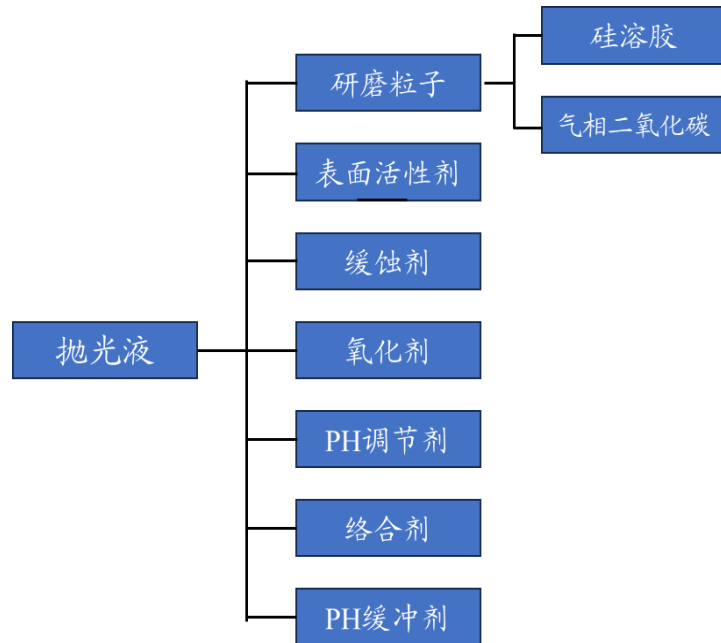 硅溶胶
研磨粒子
气相二氧化碳
表面活性剂
缓蚀剂
抛光液
氧化剂
PH调节剂
络合剂
PH缓冲剂